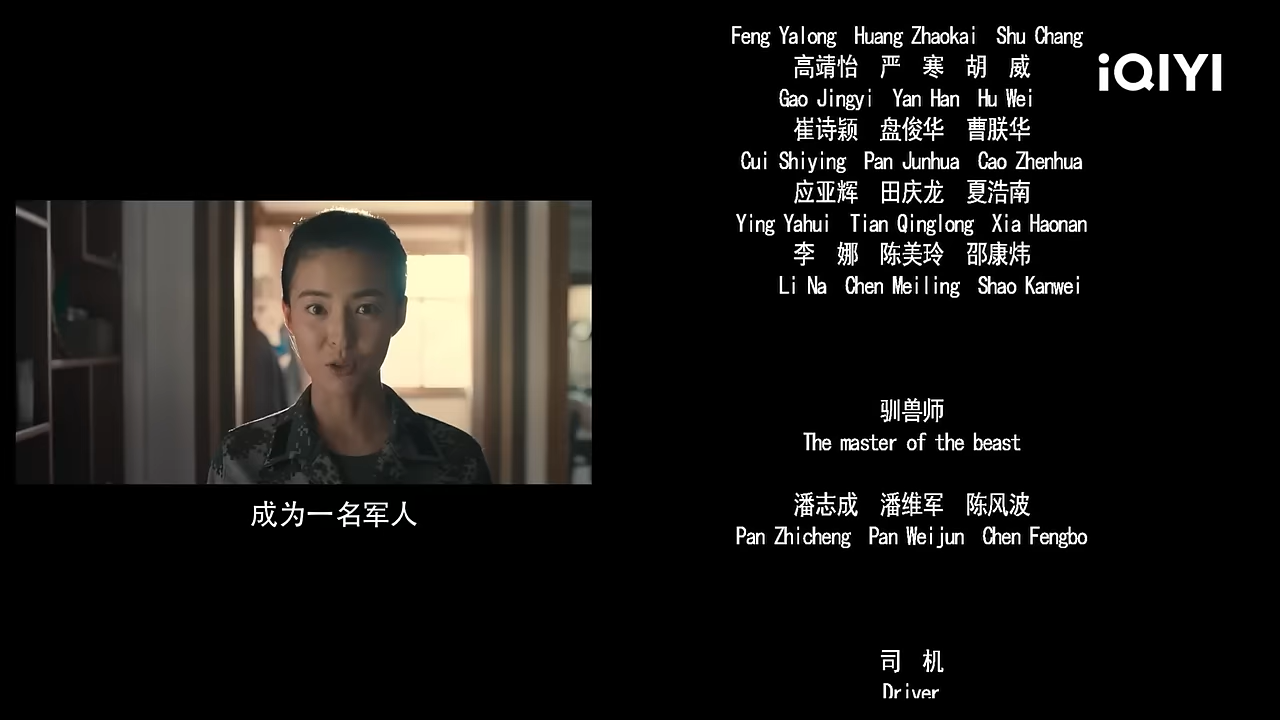 Feng Yalong Huang Zhaokai Shu Chang
iQIYI
高靖怡 严 寒 胡 威
Gao Jingyi Yan Han Hu Wei
崔诗颖 盘俊华 曹朕华
Cui Shiying Pan Junhua Cao Zhenhua
应亚辉 田庆龙 夏浩南
Ying Yahui Tian Qinglong Xia Haonan
李 娜 陈美玲 邵康炜
Li Na Chen Meiling Shao Kanwei
驯兽师
The master of the beast
潘志成 潘维军 陈风波
Pan Zhicheng Pan Weijun Chen Fengbo
成为一名军人
司 机
Driver